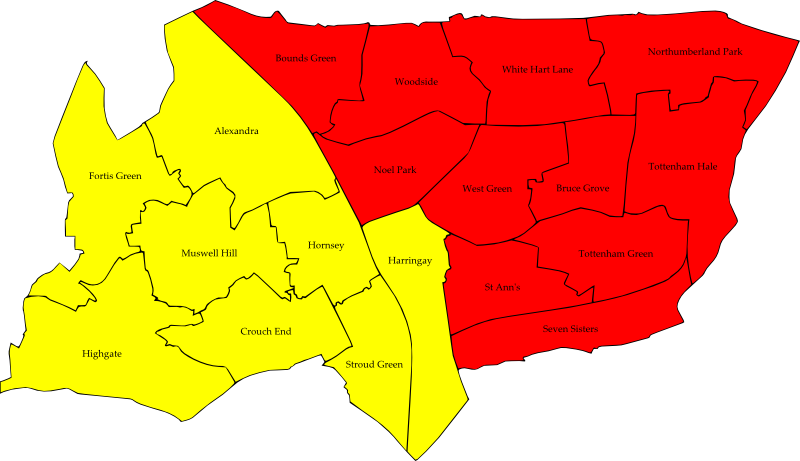 Northumberland Park
Bounds Green
White Hart Lane
Woodside
Alexandra
Tottenham Hale
Noel Park
Fortis Green
West Green
Bruce Grove
Hornsey
Muswell Hill
Tottenham Green
Harringay
St Ann's
Seven Sisters
Crouch End
Highgate
Stroud Green